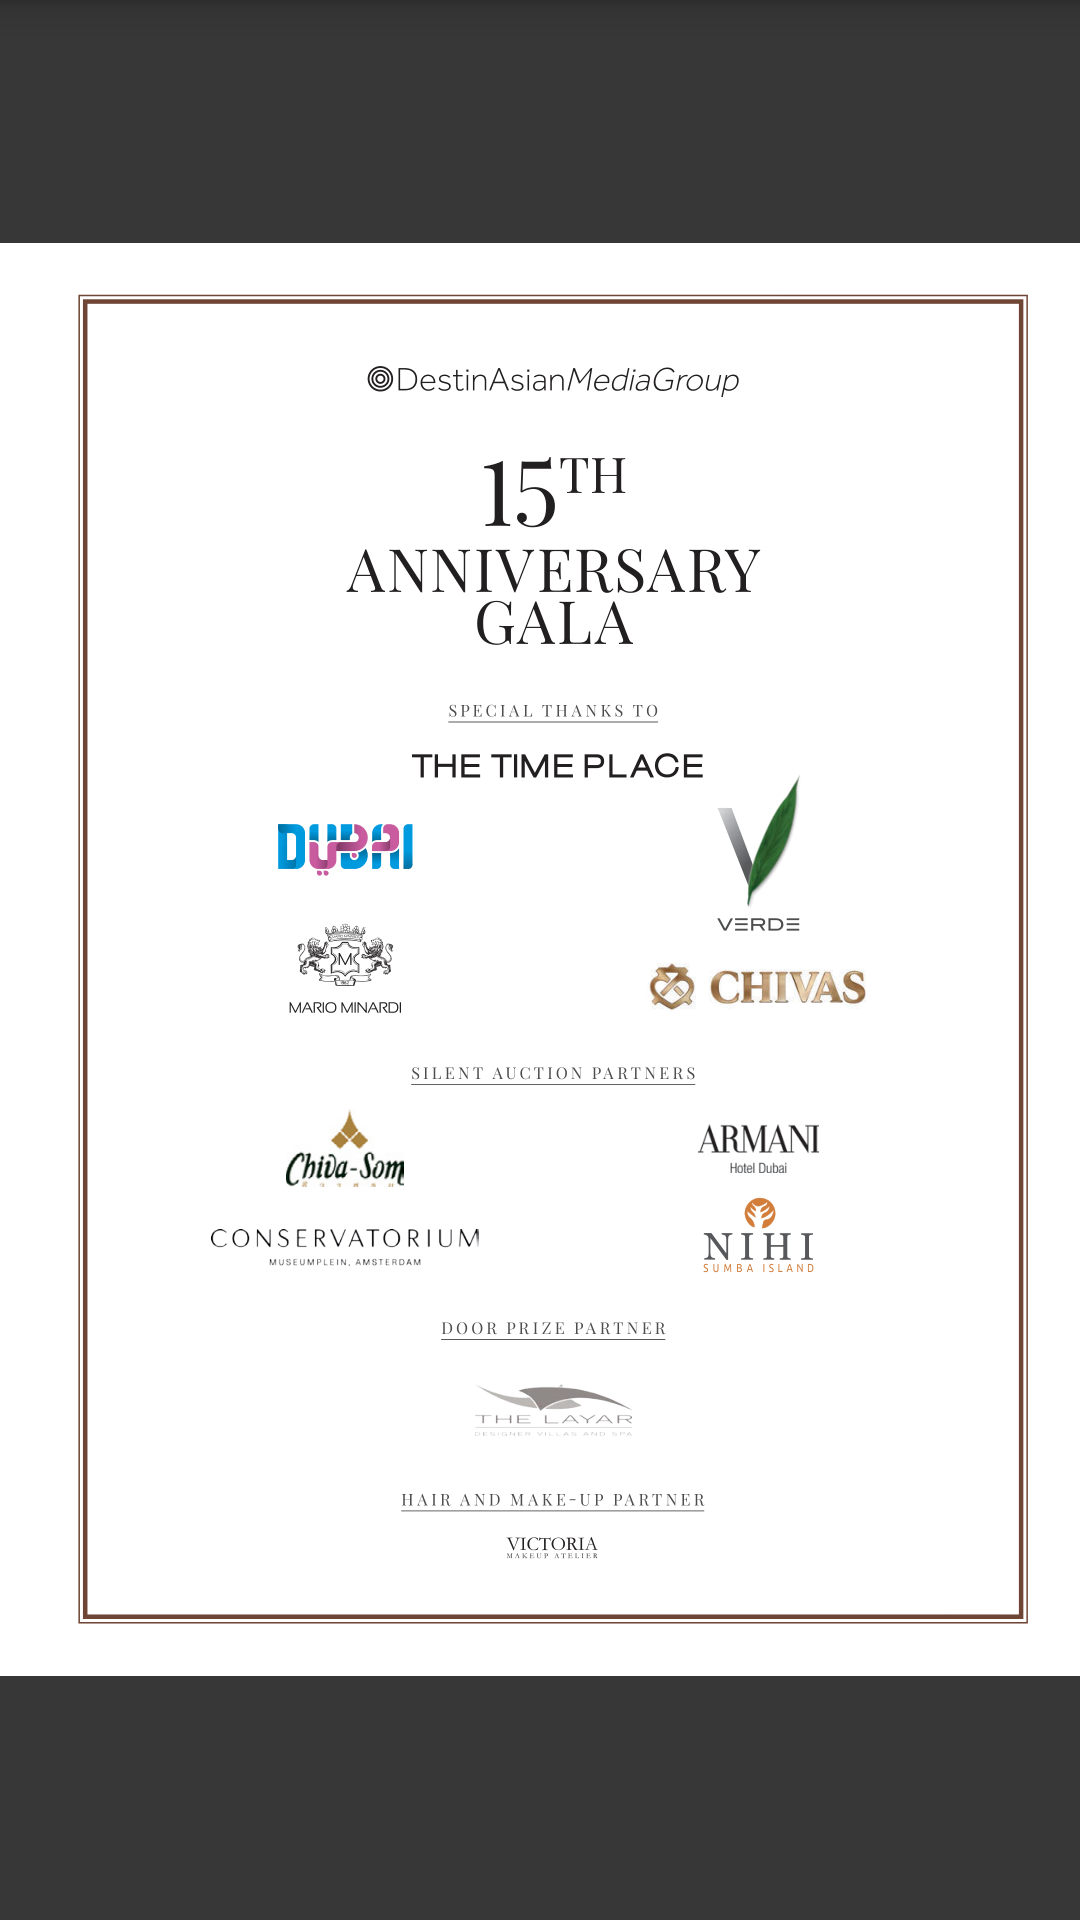 DestinAsianMediaGroup
15TH
ANNIVERSARY
GALA
SPECIAL THANKS TO
THE TIME PLACE
DUBAI
VERDE
M
MARIO MINARDI
CHIVAS
SILENT AUCTION PARTNERS
Chiva-Som
ARMANI
Hotel Dubai
CONSERVATORIUM
MUSEUMPLEIN, AMSTERDAM
NIHI
SUMBA ISLAND
DOOR PRIZE PARTNER
THE LAYAR
DESIGNER VILLAS AND SPA
HAIR AND MAKE-UP PARTNER
VICTORIA
MAKEUP ATELIER